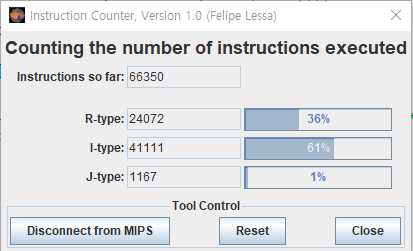 Instruction Counter, Version 1.0 (Felipe Lessa)
Counting the number of instructions executed
Instructions so far: 66350
R-type: 24072 36%
I-type: 41111 61%
J-type: 1167 1%
Tool Control
Disconnect from MIPS Reset Close